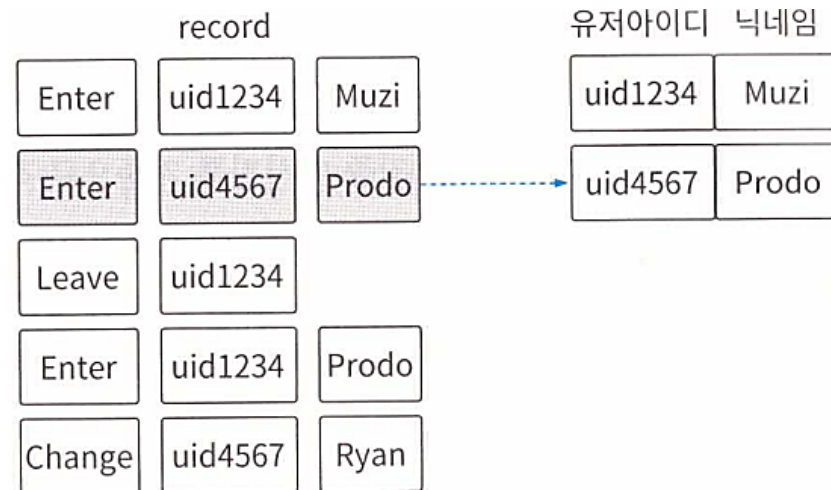 record 유저아이디 닉네임
Enter uid1234 Muzi uid1234 Muzi
Enter uid4567 Prodo uid4567 Prodo
Leave uid1234
Enter uid1234 Prodo
Change uid4567 Ryan